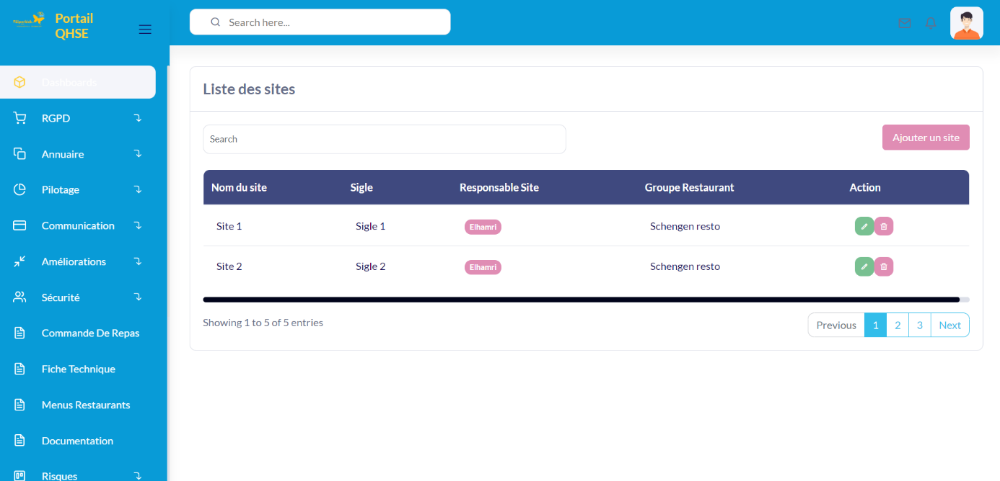 Portail
QHSE
Search here...
Dashboards
RGPD
Annuaire
Pilotage
Communication
Améliorations
Sécurité
Commande De Repas
Fiche Technique
Menus Restaurants
Documentation
Risques
Liste des sites
Search
Ajouter un site
Nom du site Sigle Responsable Site Groupe Restaurant Action
Site 1 Sigle 1 Elhamri Schengen resto
Site 2 Sigle 2 Elhamri Schengen resto
Showing 1 to 5 of 5 entries
Previous 1 2 3 Next